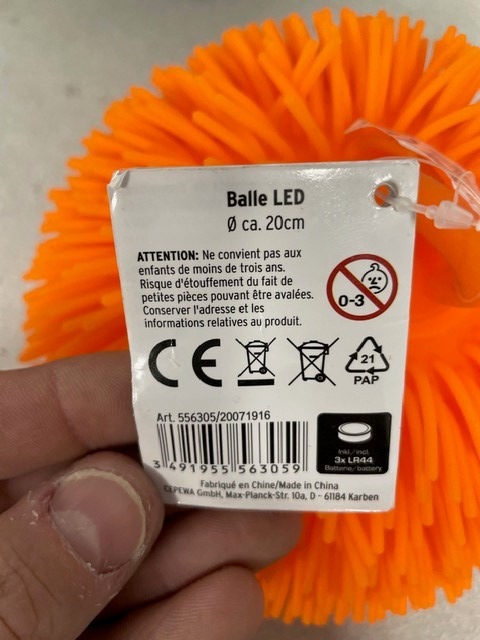 Balle LED
Ø ca. 20cm
ATTENTION: Ne convient pas aux
enfants de moins de trois ans.
Risque d'étouffement du fait de
petites pièces pouvant être avalées.
Conserver l'adresse et les
informations relatives au produit.
0-3
CE
21
PAP
Art. 556305/20071916
3 491955 563059
Inkl./incl.
3x LR44
Batterie/battery
Fabriqué en Chine/Made in China
CEPEWA GmbH, Max-Planck-Str. 10a, D - 61184 Karben